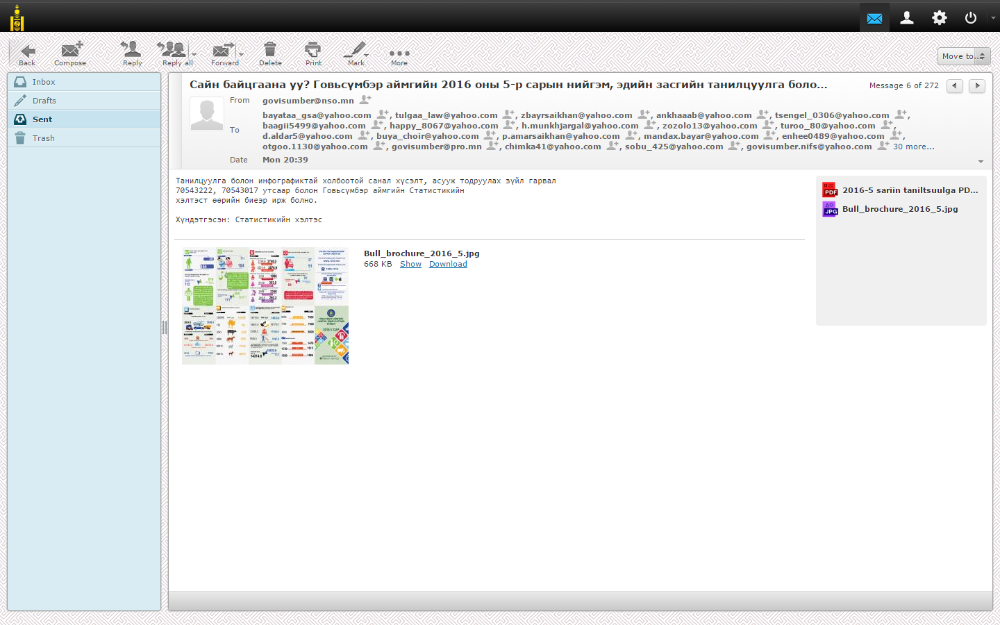 Back
Compose
Reply
Reply all
Forward
Delete
Print
Mark
More
Move to...
Inbox
Drafts
Sent
Trash
Сайн байцгаана уу? Говьсүмбэр аймгийн 2016 оны 5-р сарын нийгэм, эдийн засгийн танилцуулга боло...
Message 6 of 272
From govisumber@nso.mn
To
bayataa_gsa@yahoo.com , tulgaa_law@yahoo.com , zbayrsaikhan@yahoo.com , ankhaaab@yahoo.com , tsengel_0306@yahoo.com ,
baagii5499@yahoo.com , happy_8067@yahoo.com , h.munkhjargal@yahoo.com , zozolo13@yahoo.com , turoo_80@yahoo.com ,
d.aldar5@yahoo.com , buya_choir@yahoo.com , p.amarsaikhan@yahoo.com , mandax.bayar@yahoo.com , enhee0489@yahoo.com ,
otgoo.1130@yahoo.com , govisumber@pro.mn , chimka41@yahoo.com , sobu_425@yahoo.com , govisumber.nifs@yahoo.com 30 more...
Date Mon 20:39
Танилцуулга болон инфографиктай холбоотой санал хүсэлт, асууж тодруулах зүйл гарвал
70543222, 70543017 утсаар болон Говьсүмбэр аймгийн Статистикийн
хэлтэст өөрийн биеэр ирж болно.
Хүндэтгэсэн: Статистикийн хэлтэс
PDF 2016-5 sariin taniltsuulga PD...
JPG Bull_brochure_2016_5.jpg
Bull_brochure_2016_5.jpg
668 KB Show Download